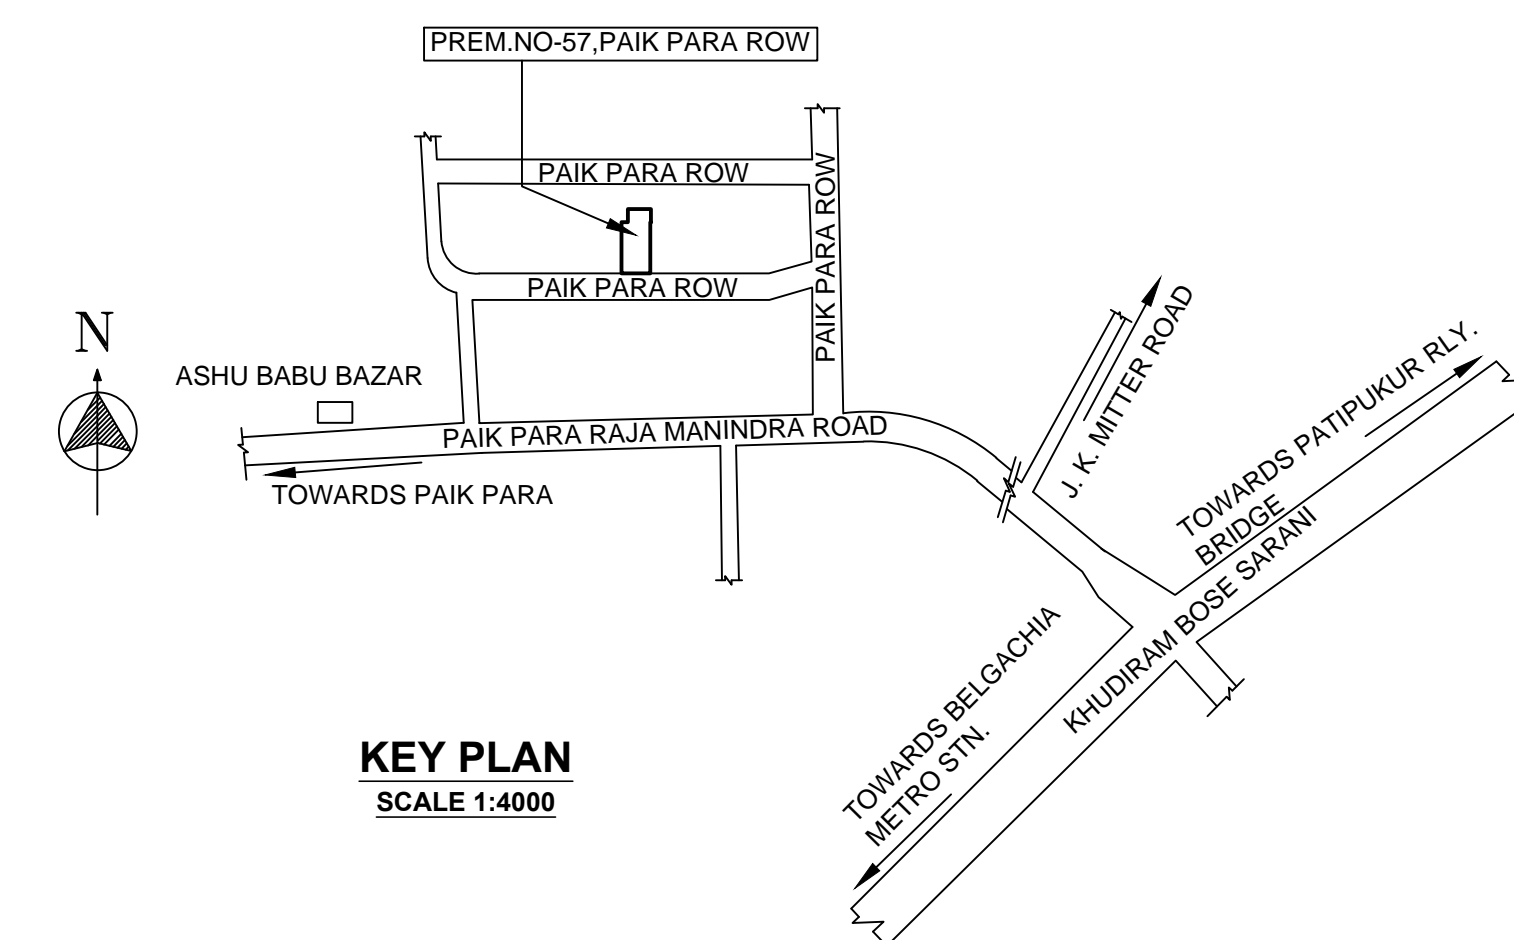 PREM.NO-57,PAIK PARA ROW
PAIK PARA ROW
PAIK PARA ROW
PAIK PARA ROW
N
ASHU BABU BAZAR
PAIK PARA RAJA MANINDRA ROAD
TOWARDS PAIK PARA
J. K. MITTER ROAD
TOWARDS PATIPUKUR RLY.
BRIDGE
KHUDIRAM BOSE SARANI
TOWARDS BELGACHIA
METRO STN.
KEY PLAN
SCALE 1:4000